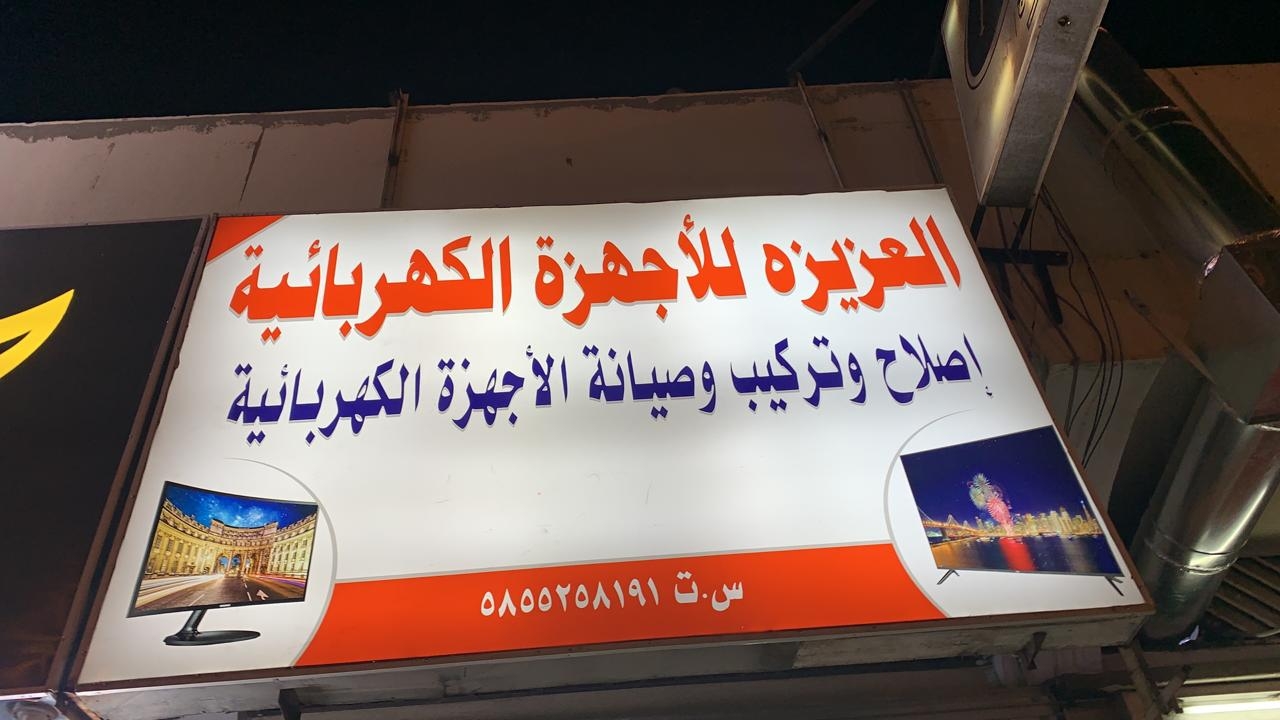 العزيزه للأجهزة الكهربائية
إصلاح وتركيب وصيانة الأجهزة الكهربائية
س.ت ٥٨٥٥٢٥٨١٩١